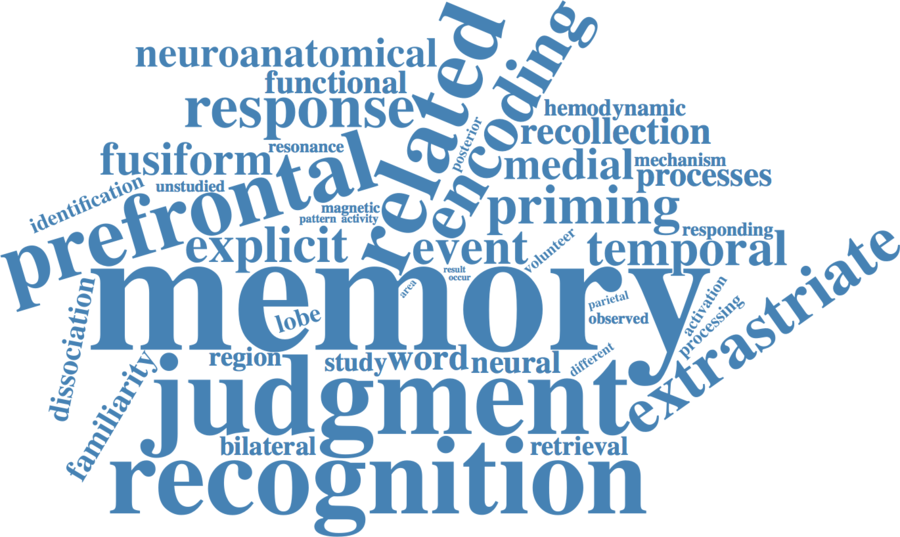 neuroanatomical
related
encoding
functional
response
hemodynamic
recollection
posterior
resonance
fusiform
medial
mechanism
processes
identification
unstudied
prefrontal
magnetic
pattern activity
priming
explicit
event
volunteer
responding
temporal
extrastriate
memory
result
occur
area
lobe
parietal
observed
activation
processing
dissociation
region
study
word
neural
different
familiarity
judgment
bilateral
retrieval
recognition